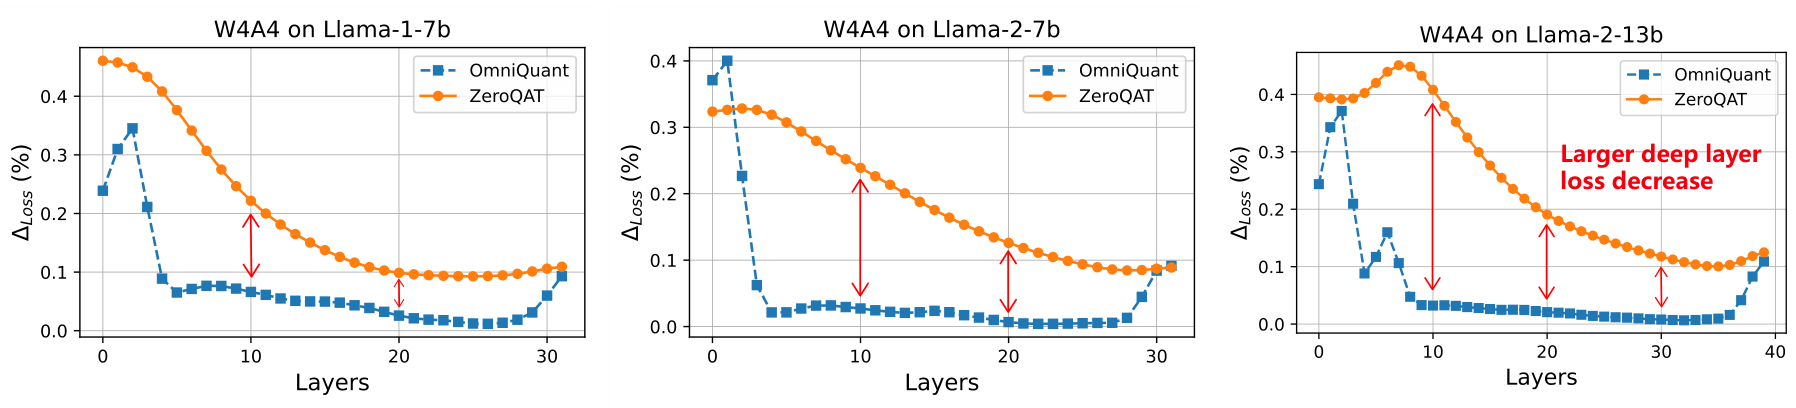 W4A4 on Llama-1-7b
OmniQuant
ZeroQAT
Δ_Loss (%)
0.4
0.3
0.2
0.1
0.0
0 10 20 30
Layers
W4A4 on Llama-2-7b
OmniQuant
ZeroQAT
Δ_Loss (%)
0.4
0.3
0.2
0.1
0.0
0 10 20 30
Layers
W4A4 on Llama-2-13b
OmniQuant
ZeroQAT
Larger deep layer
loss decrease
Δ_Loss (%)
0.4
0.3
0.2
0.1
0.0
0 10 20 30 40
Layers